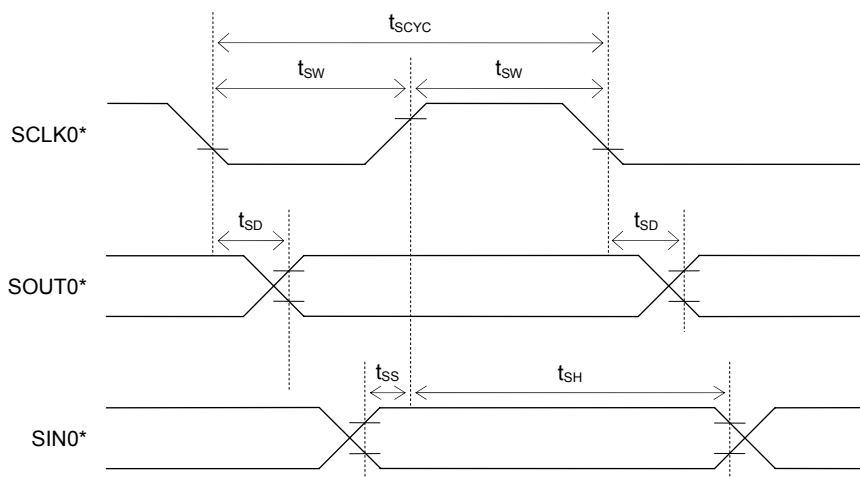 tSCYC
tSW tSW
SCLK0*
tSD tSD
SOUT0*
tSS tSH
SIN0*